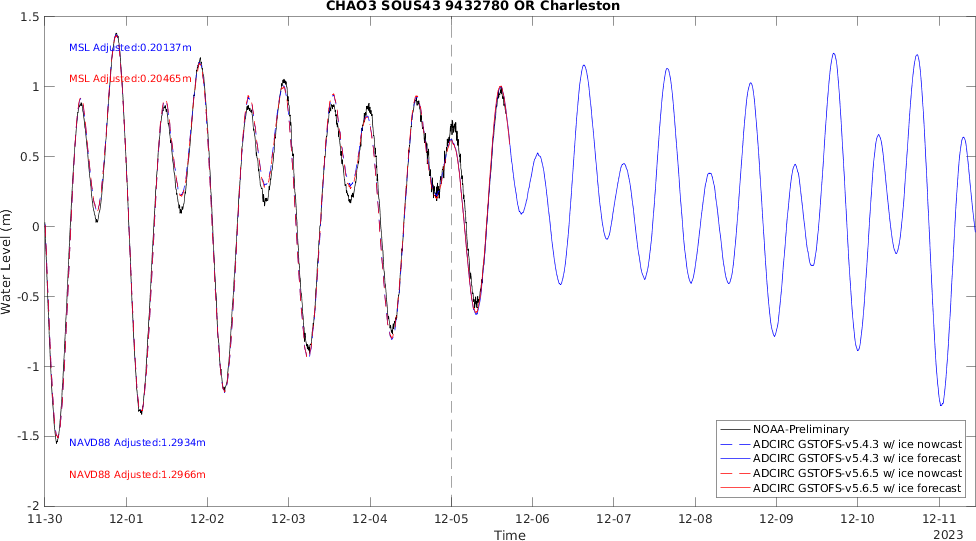 CHAO3 SOUS43 9432780 OR Charleston
1.5
1
0.5
0
-0.5
-1
-1.5
-2
Water Level (m)
MSL Adjusted:0.20137m
MSL Adjusted:0.20465m
NAVD88 Adjusted:1.2934m
NAVD88 Adjusted:1.2966m
NOAA-Preliminary
ADCIRC GSTOFS-v5.4.3 w/ ice nowcast
ADCIRC GSTOFS-v5.4.3 w/ ice forecast
ADCIRC GSTOFS-v5.6.5 w/ ice nowcast
ADCIRC GSTOFS-v5.6.5 w/ ice forecast
11-30 12-01 12-02 12-03 12-04 12-05 12-06 12-07 12-08 12-09 12-10 12-11
Time
2023